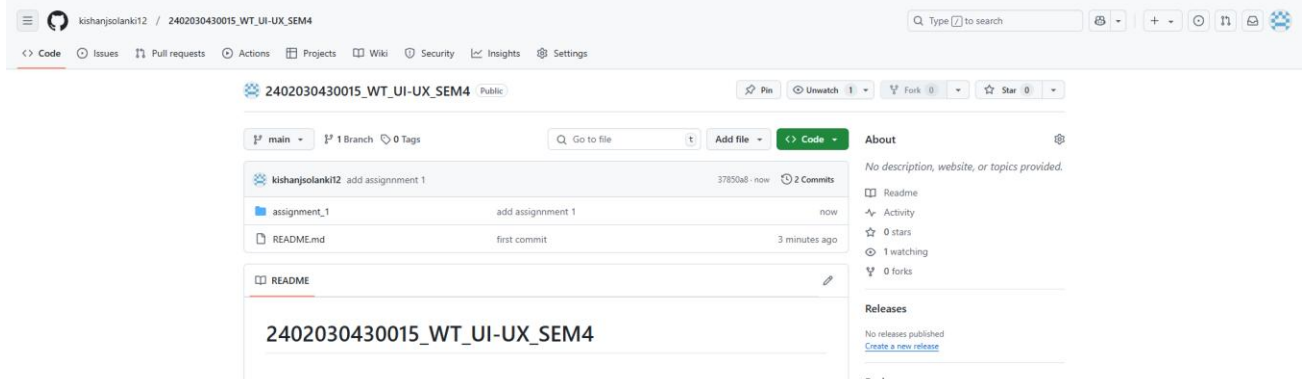 kishanjsolanki12 / 2402030430015_WT_UI-UX_SEM4
Type / to search
Code Issues Pull requests Actions Projects Wiki Security Insights Settings
2402030430015_WT_UI-UX_SEM4 Public
Pin Unwatch 1 Fork 0 Star 0
main 1 Branch 0 Tags
Go to file t Add file Code
kishanjsolanki12 add assignnment 1 37850a8 · now 2 Commits
assignment_1 add assignnment 1 now
README.md first commit 3 minutes ago
README
2402030430015_WT_UI-UX_SEM4
About
No description, website, or topics provided.
Readme
Activity
0 stars
1 watching
0 forks
Releases
No releases published
Create a new release